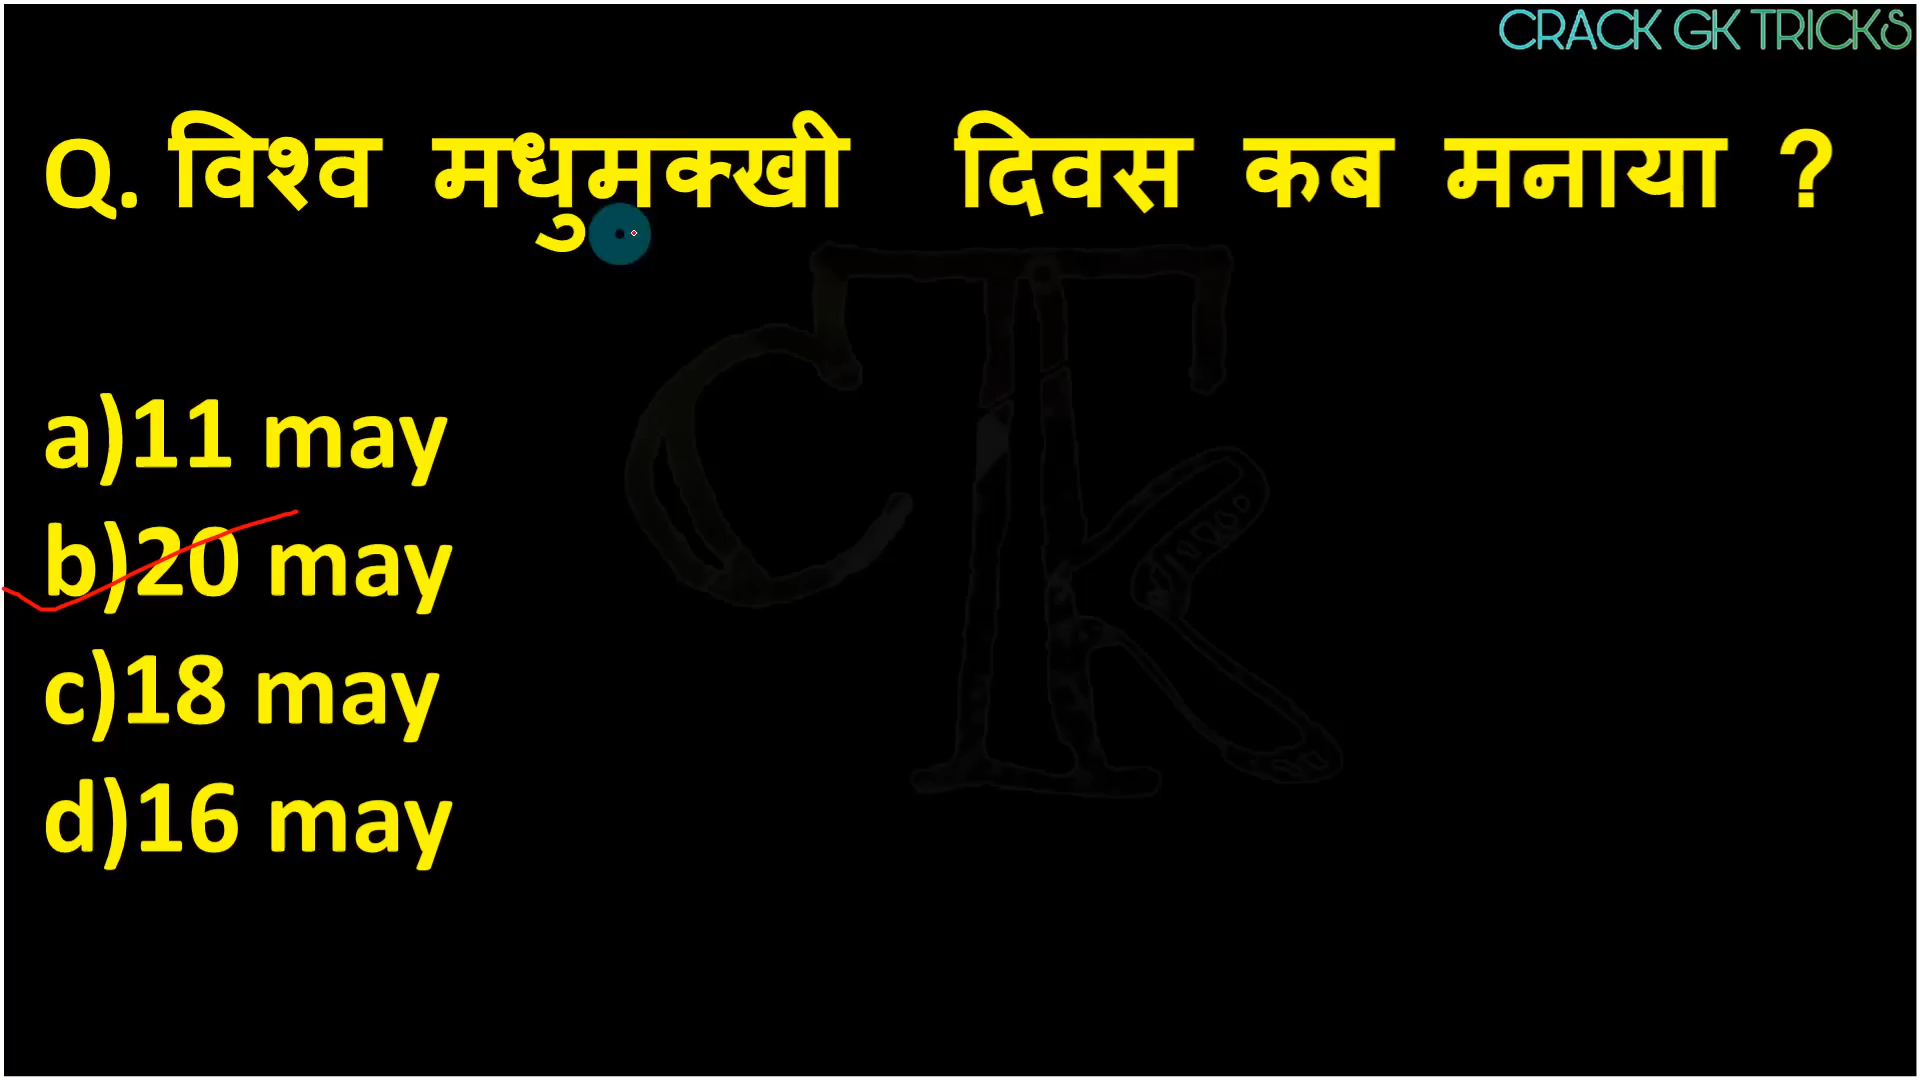 CRACK GK TRICKS
Q. विश्व मधुमक्खी दिवस कब मनाया ?
a)11 may
b)20 may
c)18 may
d)16 may